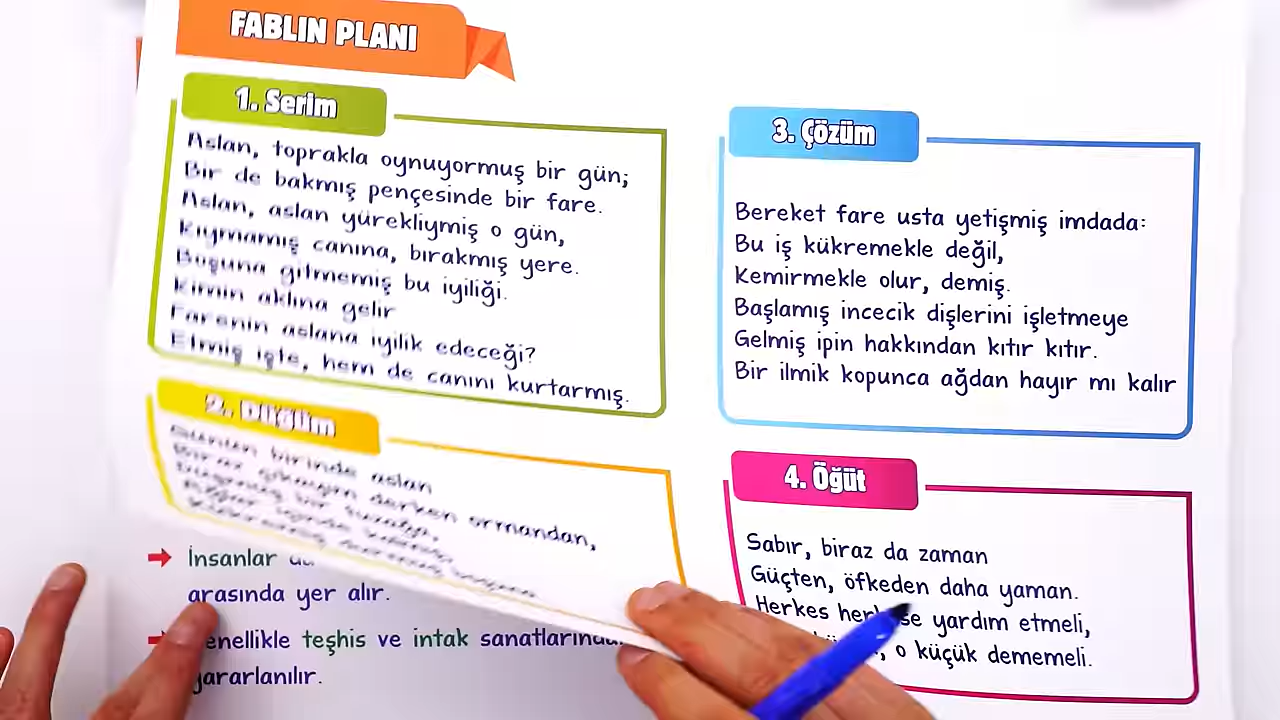 FABLIN PLANI
1. Serim
Aslan, toprakla oynuyormuş bir gün;
Bir de bakmış pençesinde bir fare.
Aslan, aslan yürekliymiş o gün,
Kıymamış canına, bırakmış yere.
Boşuna gitmemiş bu iyiliği.
Kimin aklına gelir
Farenin aslana iyilik edeceği?
Etmiş işte, hem de canını kurtarmış.
2. Düğüm
Günün birinde aslan
Biraz çıkayım derken ormandan,
3. Çözüm
Bereket fare usta yetişmiş imdada:
Bu iş kükremekle değil,
Kemirmekle olur, demiş.
Başlamış incecik dişlerini işletmeye
Gelmiş ipin hakkından kıtır kıtır.
Bir ilmik kopunca ağdan hayır mı kalır
4. Öğüt
Sabır, biraz da zaman
Güçten, öfkeden daha yaman.
Herkes yardım etmeli,
o küçük dememeli.
İnsanlar
arasında yer alır.
teşhis ve intak
yararlanılır.